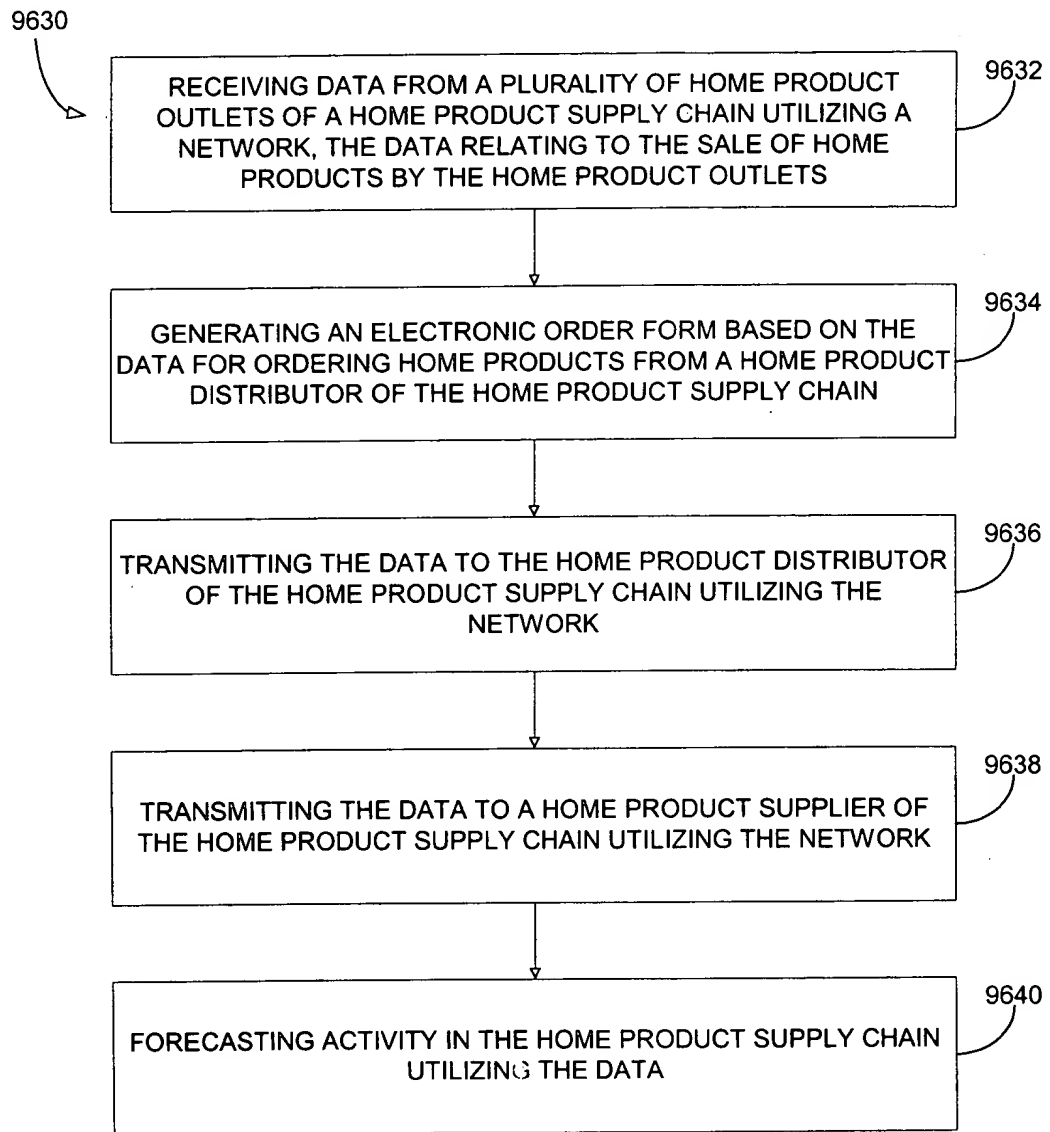 9630
RECEIVING DATA FROM A PLURALITY OF HOME PRODUCT
OUTLETS OF A HOME PRODUCT SUPPLY CHAIN UTILIZING A
NETWORK, THE DATA RELATING TO THE SALE OF HOME
PRODUCTS BY THE HOME PRODUCT OUTLETS
9632
GENERATING AN ELECTRONIC ORDER FORM BASED ON THE
DATA FOR ORDERING HOME PRODUCTS FROM A HOME PRODUCT
DISTRIBUTOR OF THE HOME PRODUCT SUPPLY CHAIN
9634
TRANSMITTING THE DATA TO THE HOME PRODUCT DISTRIBUTOR
OF THE HOME PRODUCT SUPPLY CHAIN UTILIZING THE
NETWORK
9636
TRANSMITTING THE DATA TO A HOME PRODUCT SUPPLIER OF
THE HOME PRODUCT SUPPLY CHAIN UTILIZING THE NETWORK
9638
FORECASTING ACTIVITY IN THE HOME PRODUCT SUPPLY CHAIN
UTILIZING THE DATA
9640